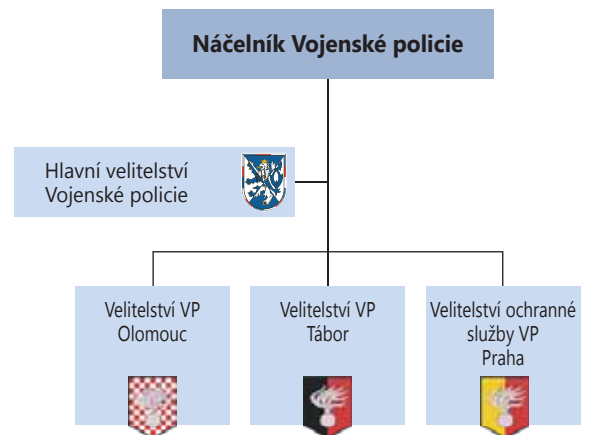 Náčelník Vojenské policie
Hlavní velitelství
Vojenské policie
Velitelství VP
Olomouc
Velitelství VP
Tábor
Velitelství ochranné
služby VP
Praha